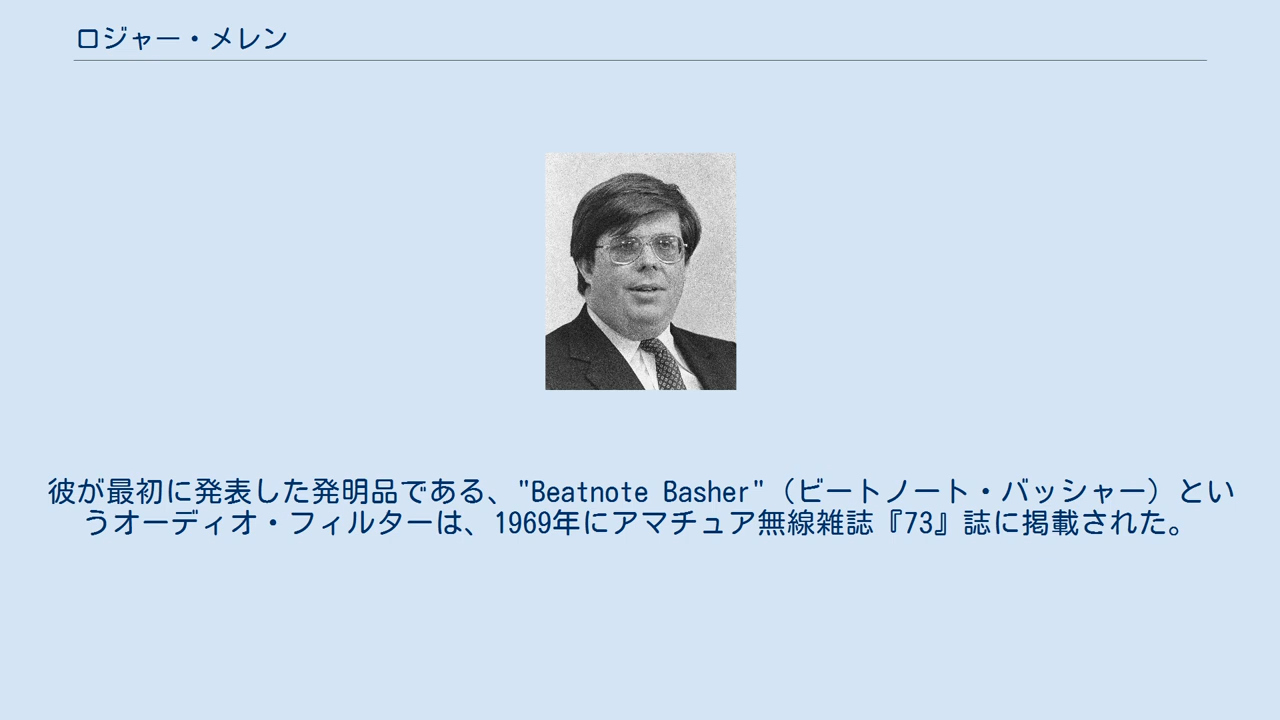 ロジャー・メレン
彼が最初に発表した発明品である、"Beatnote Basher"（ビートノート・バッシャー）とい
うオーディオ・フィルターは、1969年にアマチュア無線雑誌『73』誌に掲載された。